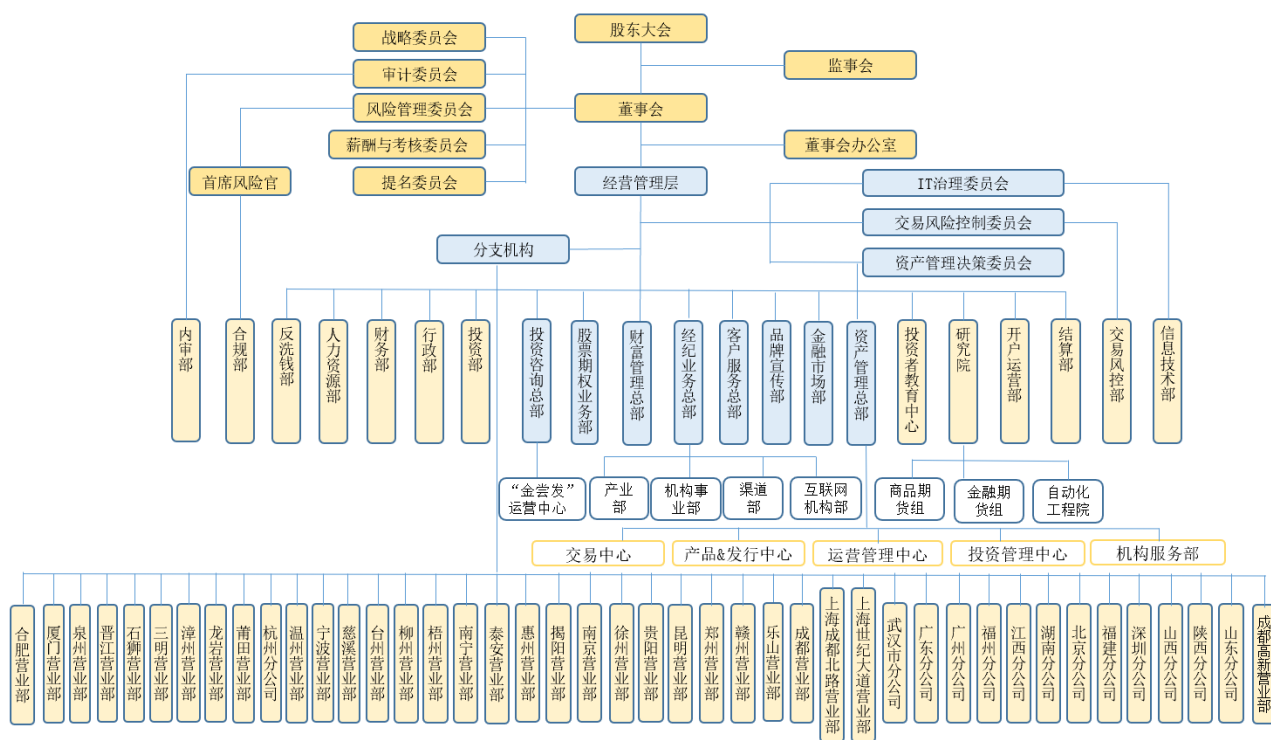 股东大会
战略委员会
监事会
审计委员会
风险管理委员会
董事会
薪酬与考核委员会
董事会办公室
首席风险官
提名委员会
经营管理层
IT治理委员会
交易风险控制委员会
分支机构
资产管理决策委员会
内审部
合规部
反洗钱部
人力资源部
财务部
行政部
投资部
投资咨询总部
股票期权业务部
财富管理总部
经纪业务总部
客户服务总部
品牌宣传部
金融市场部
资产管理总部
投资者教育中心
研究院
开户运营部
结算部
交易风控部
信息技术部
“金尝发”
运营中心
产业
部
机构事
业部
渠道
部
互联网
机构部
商品期
货组
金融期
货组
自动化
工程院
交易中心
产品&发行中心
运营管理中心
投资管理中心
机构服务部
合肥营业部
厦门营业部
泉州营业部
晋江营业部
石狮营业部
三明营业部
漳州营业部
龙岩营业部
莆田营业部
杭州分公司
温州营业部
宁波营业部
慈溪营业部
台州营业部
柳州营业部
梧州营业部
南宁营业部
泰安营业部
惠州营业部
揭阳营业部
南京营业部
徐州营业部
贵阳营业部
昆明营业部
郑州营业部
赣州营业部
乐山营业部
成都营业部
上海成都北路营业部
上海世纪大道营业部
武汉市分公司
广东分公司
广州分公司
福州分公司
江西分公司
湖南分公司
北京分公司
福建分公司
深圳分公司
山西分公司
陕西分公司
山东分公司
成都高新营业部